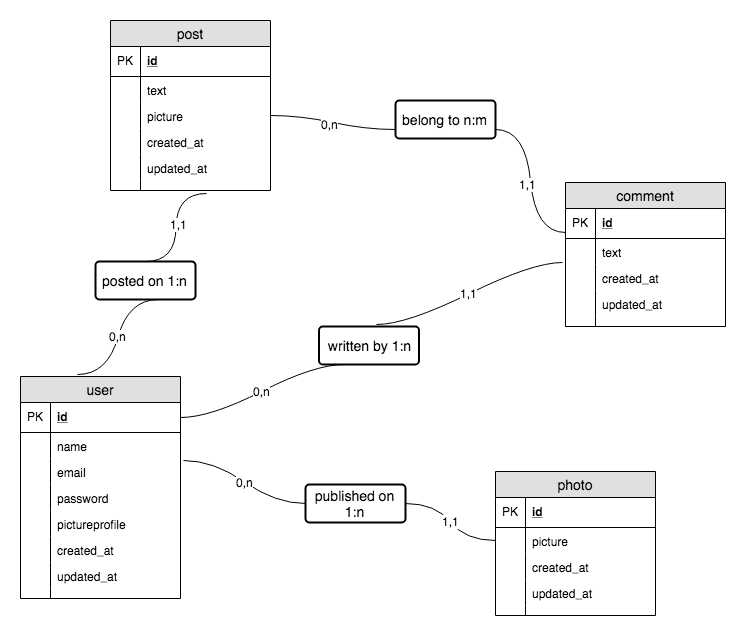 post
PK id
text
picture
created_at
updated_at
0,n
belong to n:m
1,1
comment
PK id
text
created_at
updated_at
1,1
posted on 1:n
0,n
1,1
written by 1:n
0,n
user
PK id
name
email
password
pictureprofile
created_at
updated_at
0,n
published on
1:n
1,1
photo
PK id
picture
created_at
updated_at